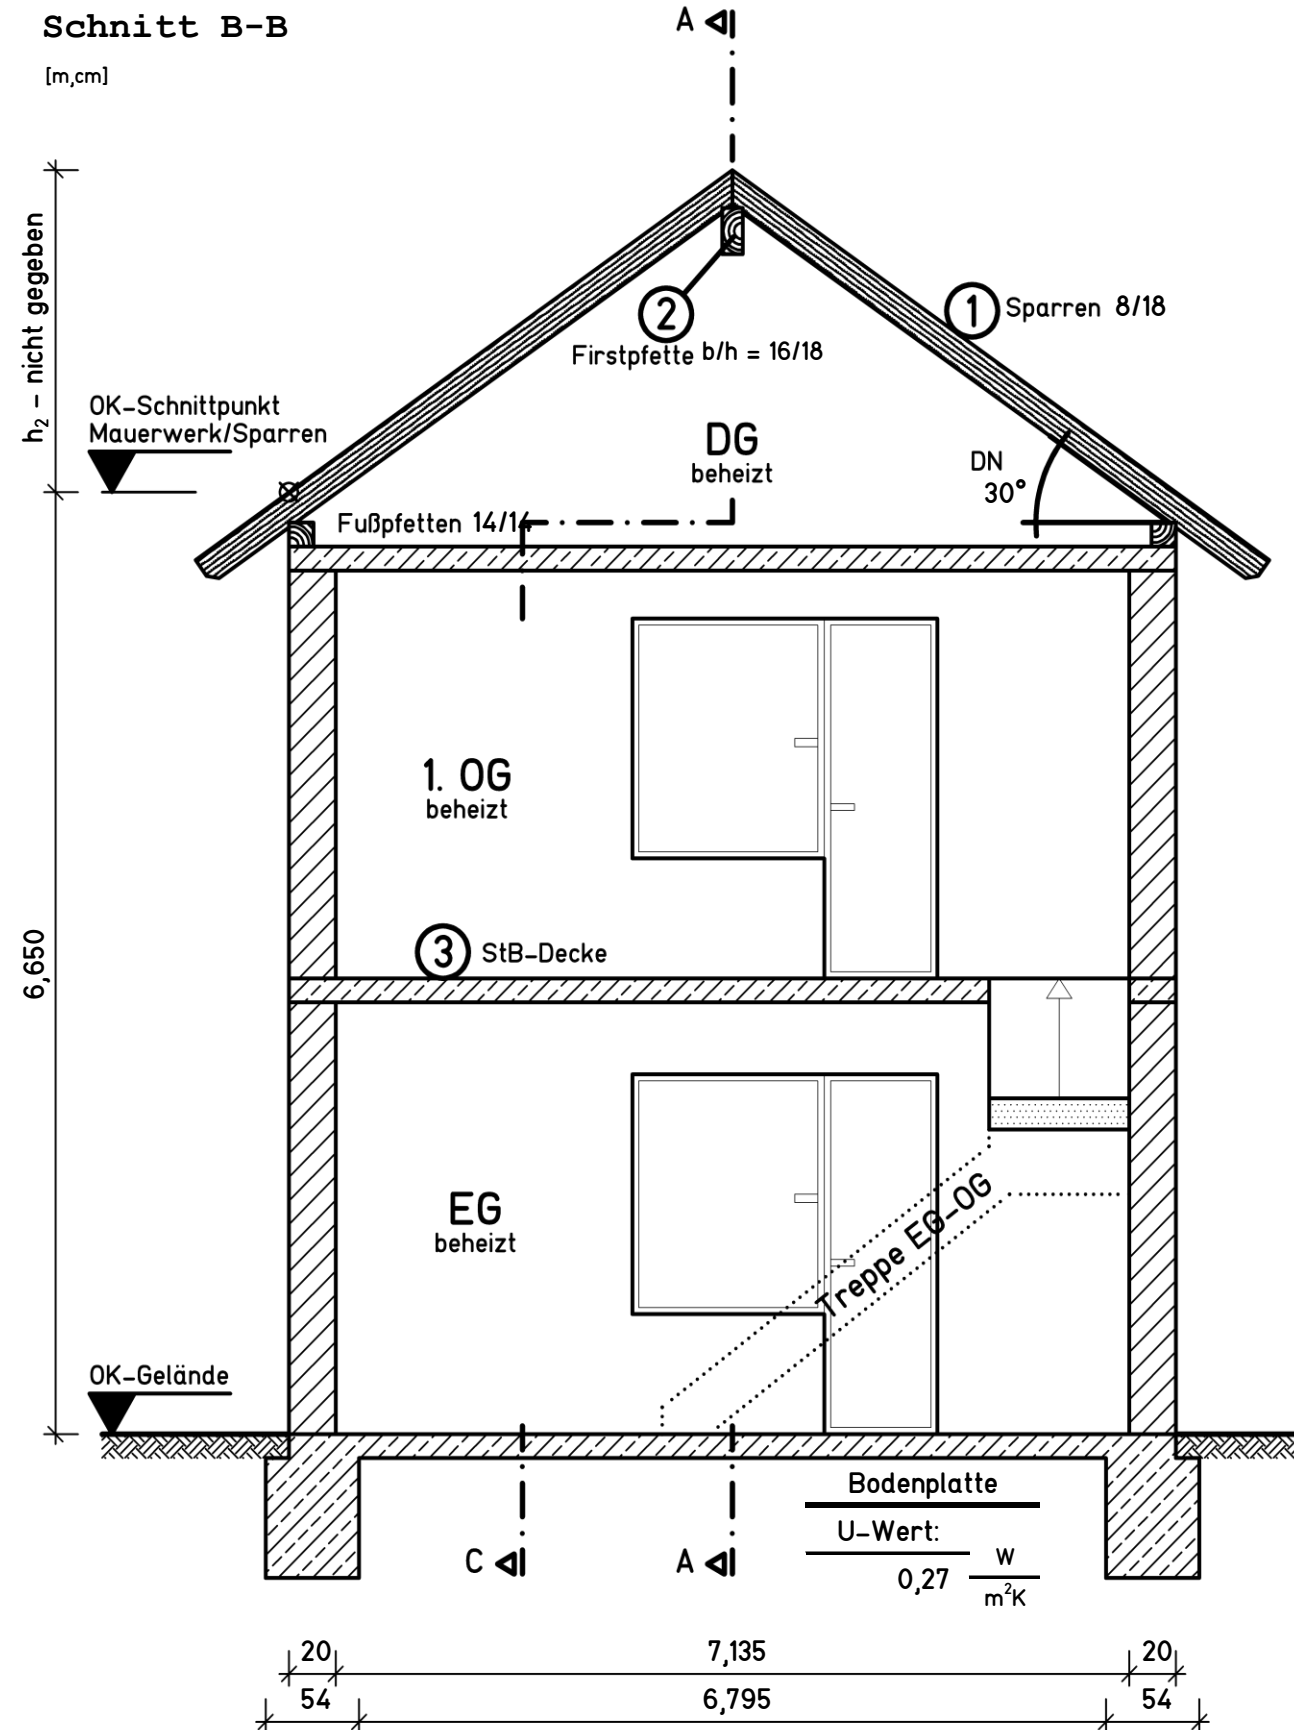 Schnitt B-B
[m,cm]
A
h₂ - nicht gegeben
2
Firstpfette b/h = 16/18
1
Sparren 8/18
OK-Schnittpunkt
Mauerwerk/Sparren
DG
beheizt
DN
30°
Fußpfetten 14/14
1. OG
beheizt
6,650
3
StB-Decke
EG
beheizt
Treppe EG-OG
OK-Gelände
Bodenplatte
U-Wert:
0,27 W
m²K
C
A
20
7,135
20
54
6,795
54